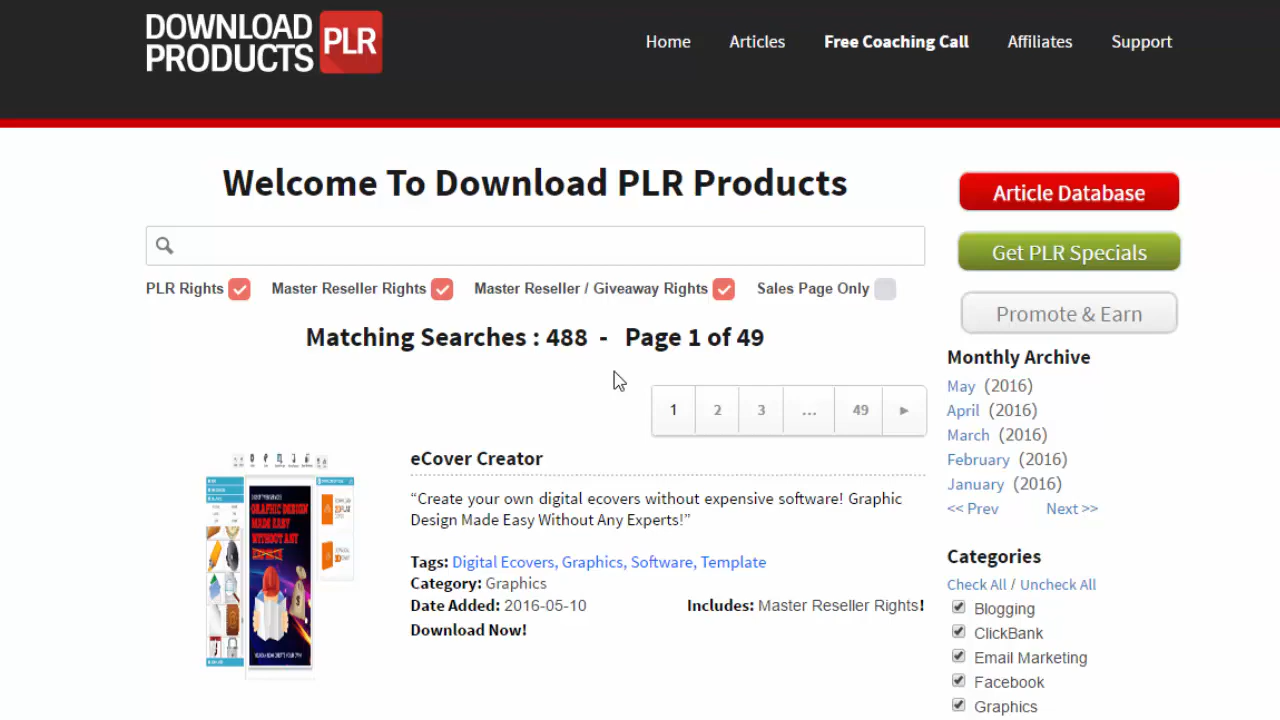 DOWNLOAD
PRODUCTS PLR
Home Articles Free Coaching Call Affiliates Support
Welcome To Download PLR Products
PLR Rights Master Reseller Rights Master Reseller / Giveaway Rights Sales Page Only
Matching Searches : 488 - Page 1 of 49
1 2 3 ... 49 ►
eCover Creator
“Create your own digital ecovers without expensive software! Graphic
Design Made Easy Without Any Experts!”
Tags: Digital Ecovers, Graphics, Software, Template
Category: Graphics
Date Added: 2016-05-10 Includes: Master Reseller Rights!
Download Now!
GRAPHIC DESIGN
MADE EASY
WITHOUT ANY
Article Database
Get PLR Specials
Promote & Earn
Monthly Archive
May (2016)
April (2016)
March (2016)
February (2016)
January (2016)
<< Prev Next >>
Categories
Check All / Uncheck All
Blogging
ClickBank
Email Marketing
Facebook
Graphics